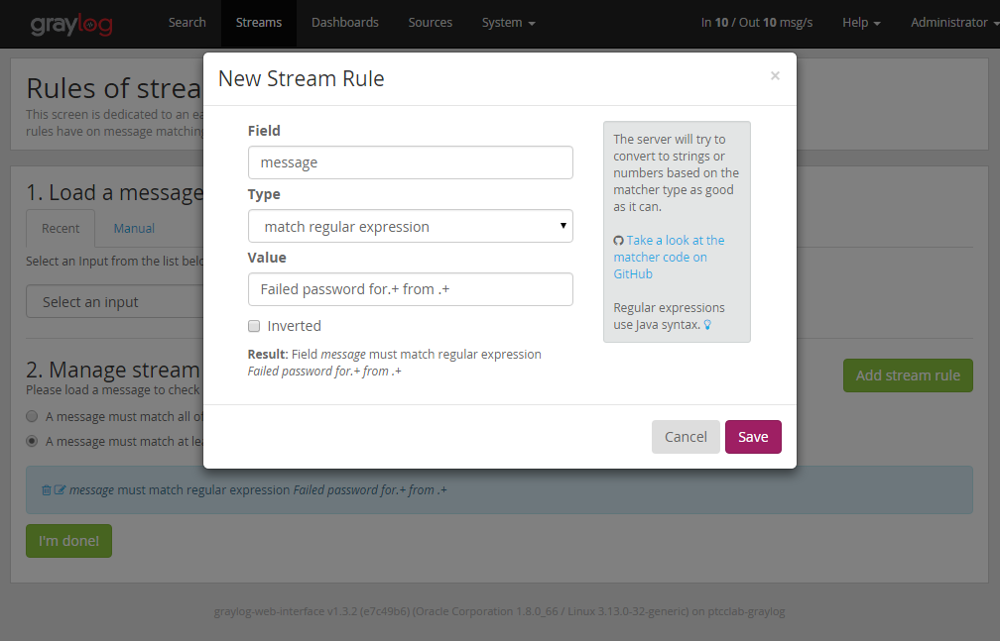 graylog
Search
Streams
Dashboards
Sources
System
In 10 / Out 10 msg/s
Help
Administrator
Rules of strea
This screen is dedicated to an ea
rules have on message matching
New Stream Rule
×
Field
message
Type
match regular expression
Value
Failed password for.+ from .+
Inverted
Result: Field message must match regular expression
Failed password for.+ from .+
The server will try to
convert to strings or
numbers based on the
matcher type as good
as it can.
Take a look at the
matcher code on
GitHub
Regular expressions
use Java syntax.
Cancel
Save
1. Load a message
Recent
Manual
Select an Input from the list belo
Select an input
2. Manage stream
Please load a message to check
Add stream rule
A message must match all of
A message must match at lea
message must match regular expression Failed password for.+ from .+
I'm done!
graylog-web-interface v1.3.2 (e7c49b6) (Oracle Corporation 1.8.0_66 / Linux 3.13.0-32-generic) on ptcclab-graylog